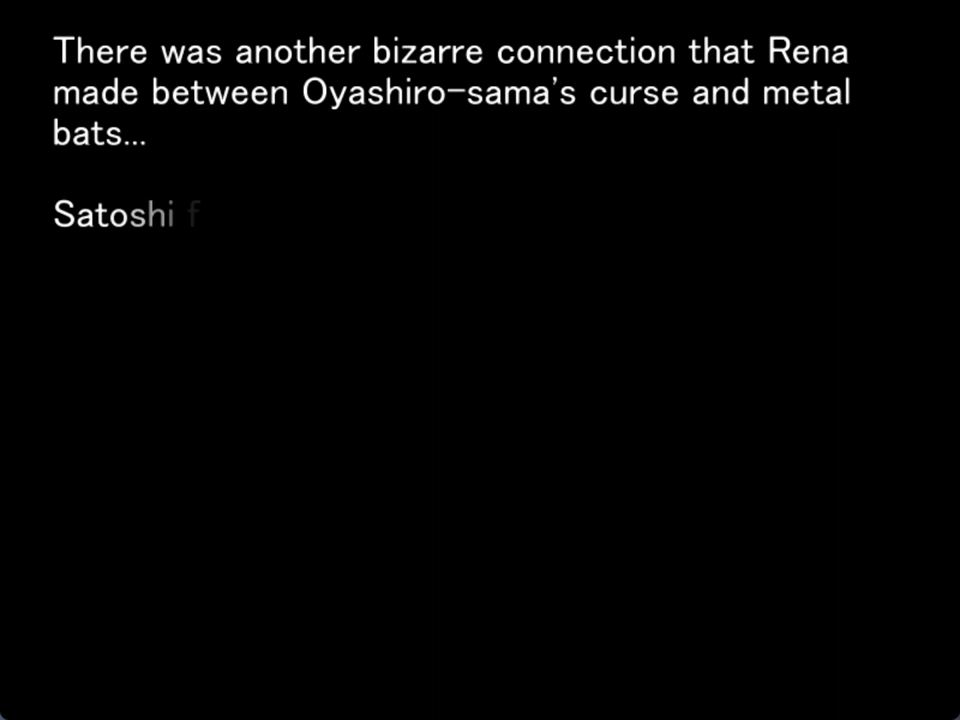 There was another bizarre connection that Rena
made between Oyashiro-sama's curse and metal
bats...
Satoshi f